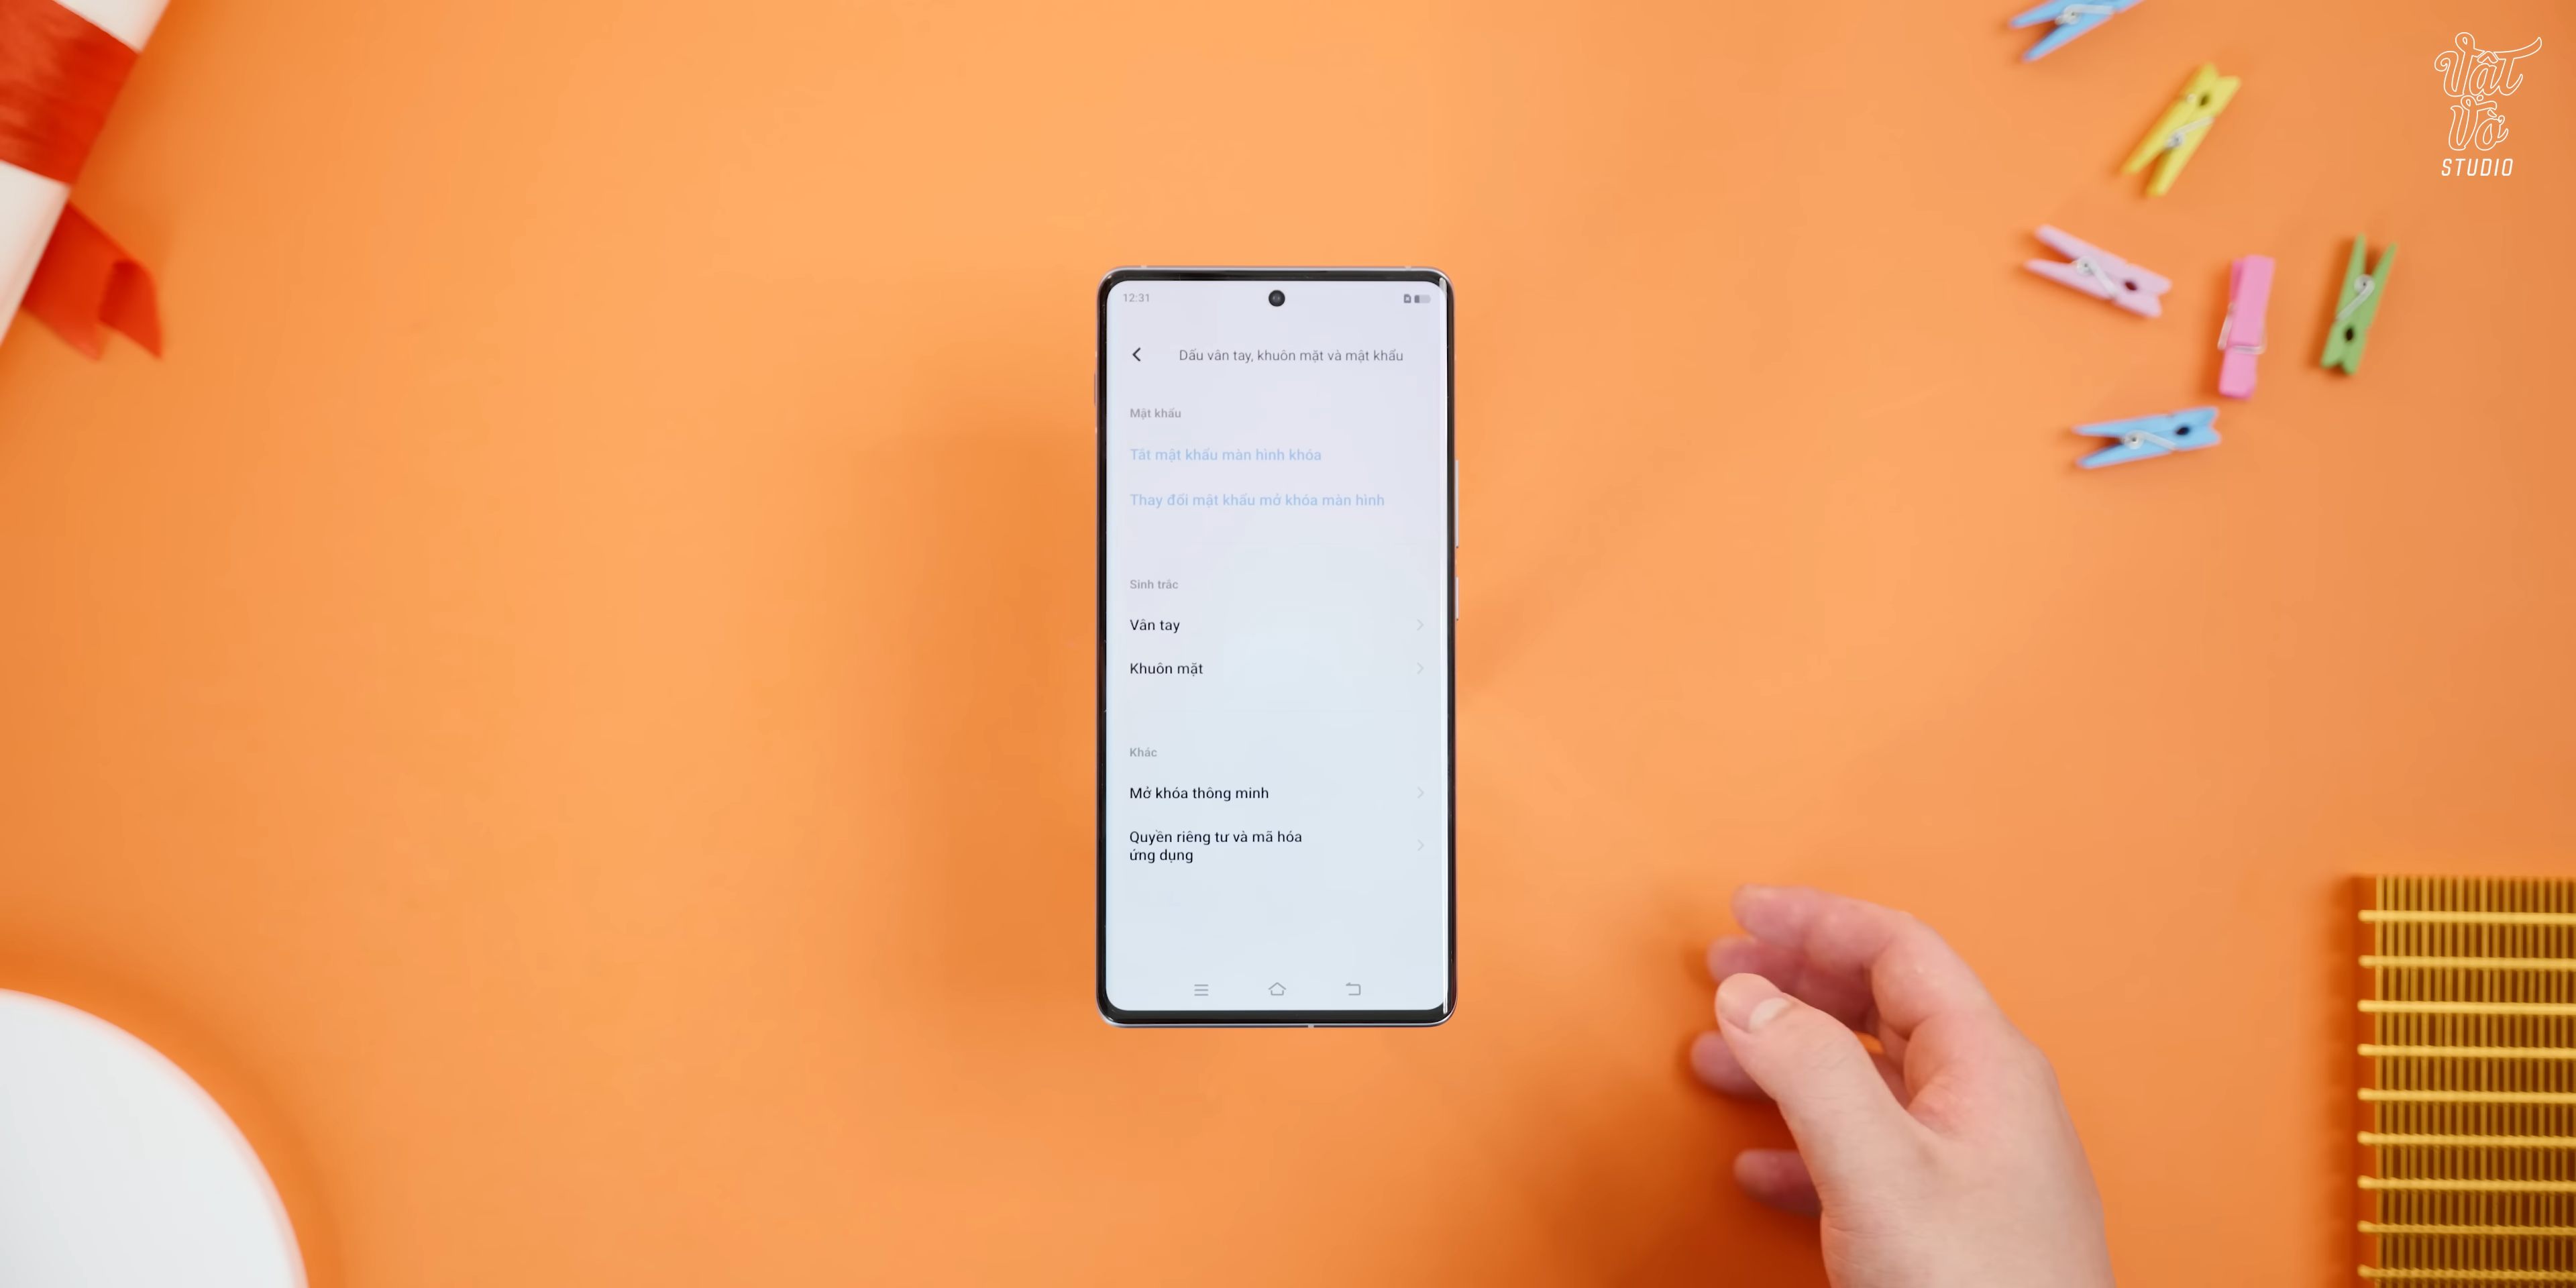 Vật
Vờ
STUDIO
12:31
Dấu vân tay, khuôn mặt và mật khẩu
Mật khẩu
Tắt mật khẩu màn hình khóa
Thay đổi mật khẩu mở khóa màn hình
Sinh trắc
Vân tay
Khuôn mặt
Khác
Mở khóa thông minh
Quyền riêng tư và mã hóa
ứng dụng